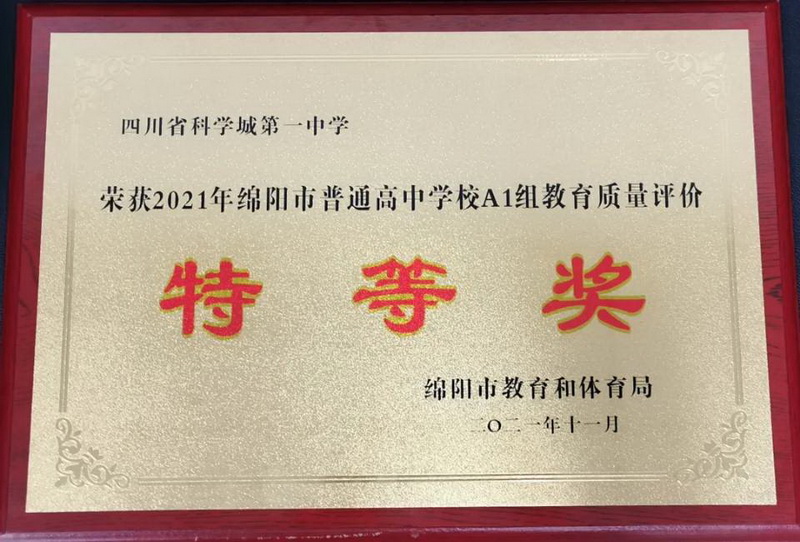 四川省科学城第一中学
荣获2021年绵阳市普通高中学校A1组教育质量评价
特等奖
绵阳市教育和体育局
二〇二一年十一月